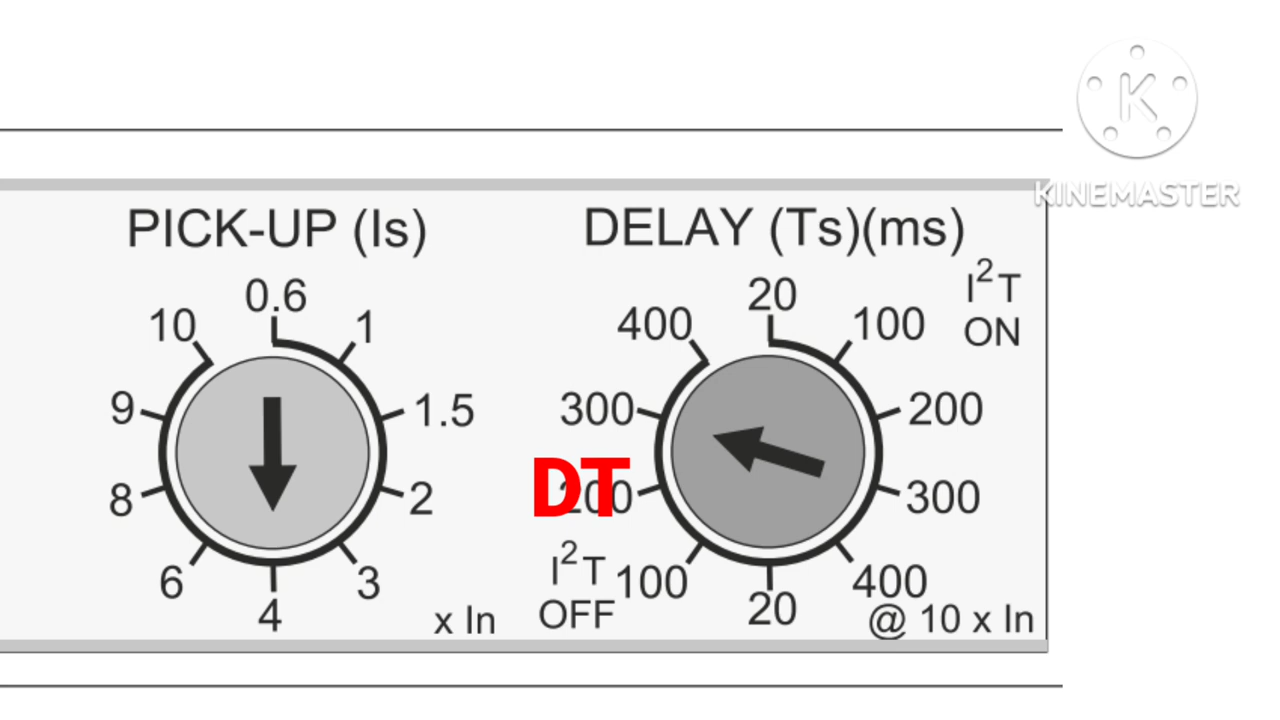 KINEMASTER
PICK-UP (Is)
0.6
1
1.5
2
3
4
6
8
9
10
x In
DELAY (Ts)(ms)
I²T
ON
20
100
200
300
400
@ 10 x In
20
100
200
300
400
DT
I²T
OFF